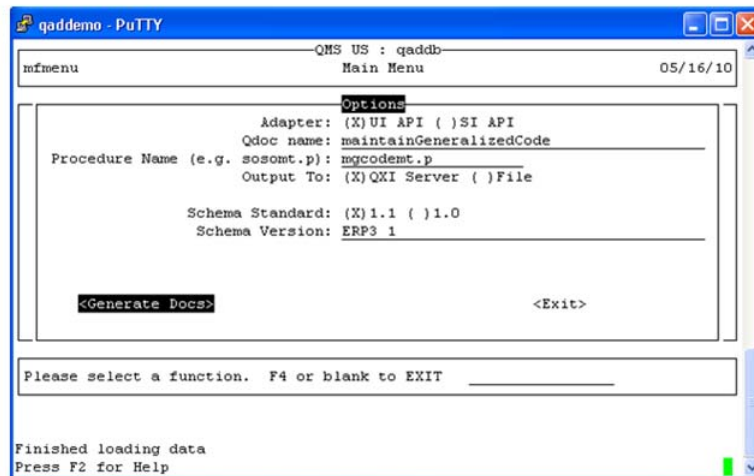 qaddemo - PuTTY
QMS US : qaddb
mfmenu Main Menu 05/16/10
Options
Adapter: (X)UI API ( )SI API
Qdoc name: maintainGeneralizedCode
Procedure Name (e.g. sosomt.p): mgcodemt.p
Output To: (X)QXI Server ( )File
Schema Standard: (X)1.1 ( )1.0
Schema Version: ERP3_1
<Generate Docs> <Exit>
Please select a function. F4 or blank to EXIT
Finished loading data
Press F2 for Help